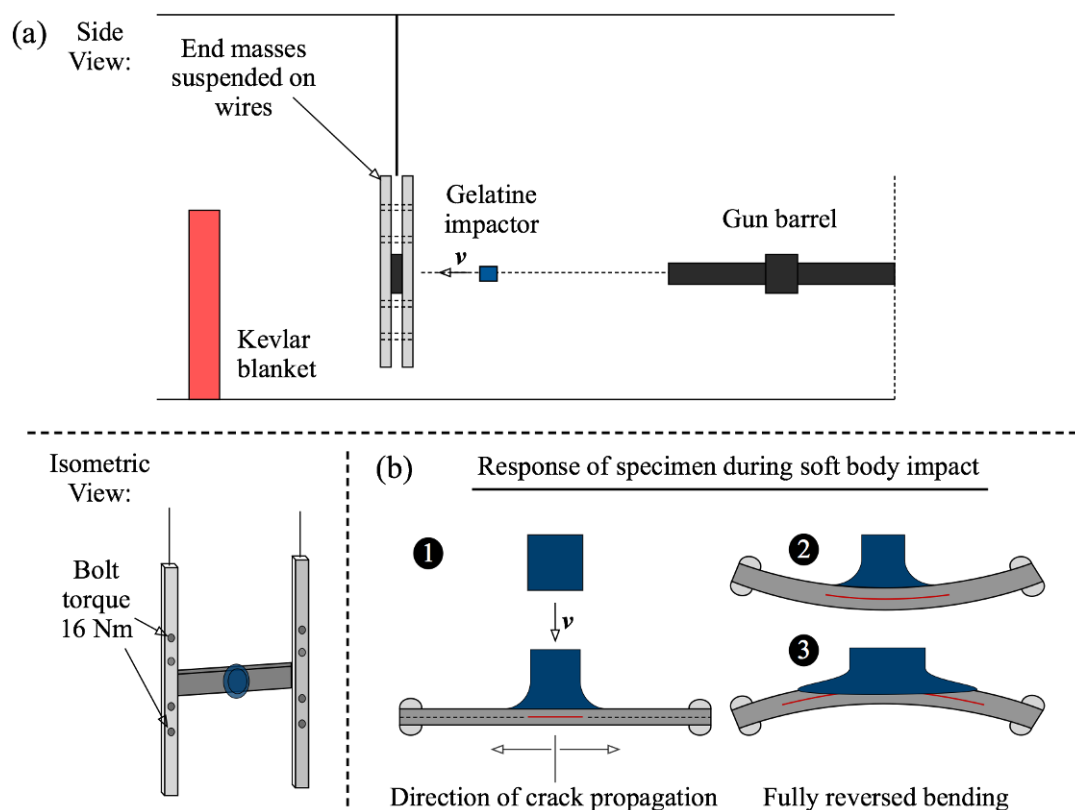 (a)
Side
View:
End masses
suspended on
wires
Gelatine
impactor
v
Gun barrel
Kevlar
blanket
Isometric
View:
Bolt
torque
16 Nm
(b)
Response of specimen during soft body impact
1
v
Direction of crack propagation
2
3
Fully reversed bending